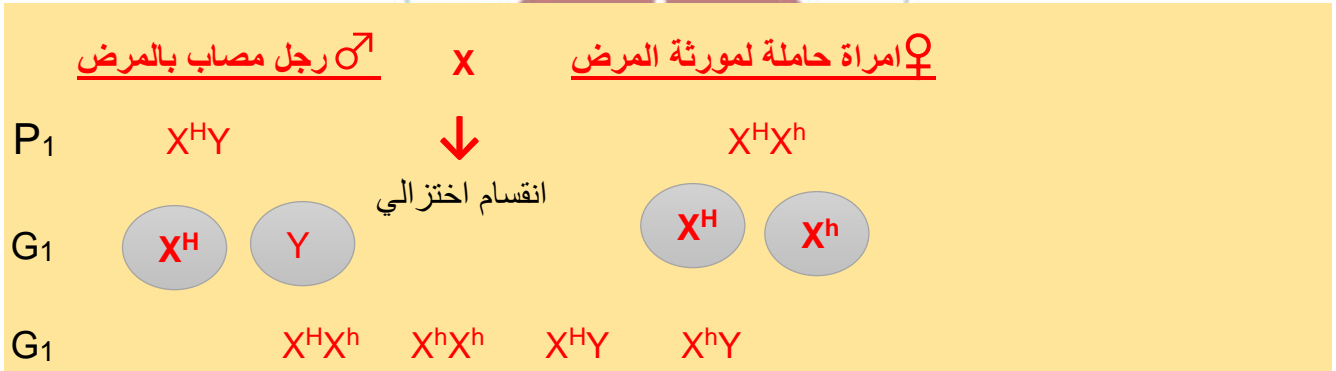 ♀امراة حاملة لمورثة المرض X ♂رجل مصاب بالمرض
P₁ XᴴY ↓ XᴴXʰ
انقسام اختزالي
G₁ Xᴴ Y Xᴴ Xʰ
G₁ XᴴXʰ XʰXʰ XᴴY XʰY